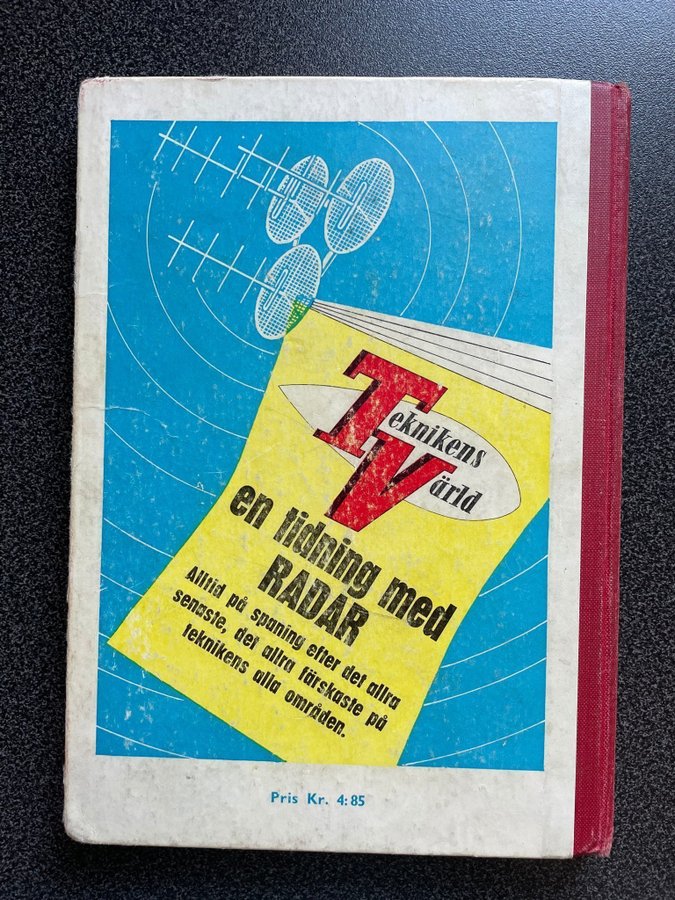 Teknikens
Värld
en tidning med
RADAR
Alltid på spaning efter det allra
senaste, det allra färskaste på
teknikens alla områden.
Pris Kr. 4:85